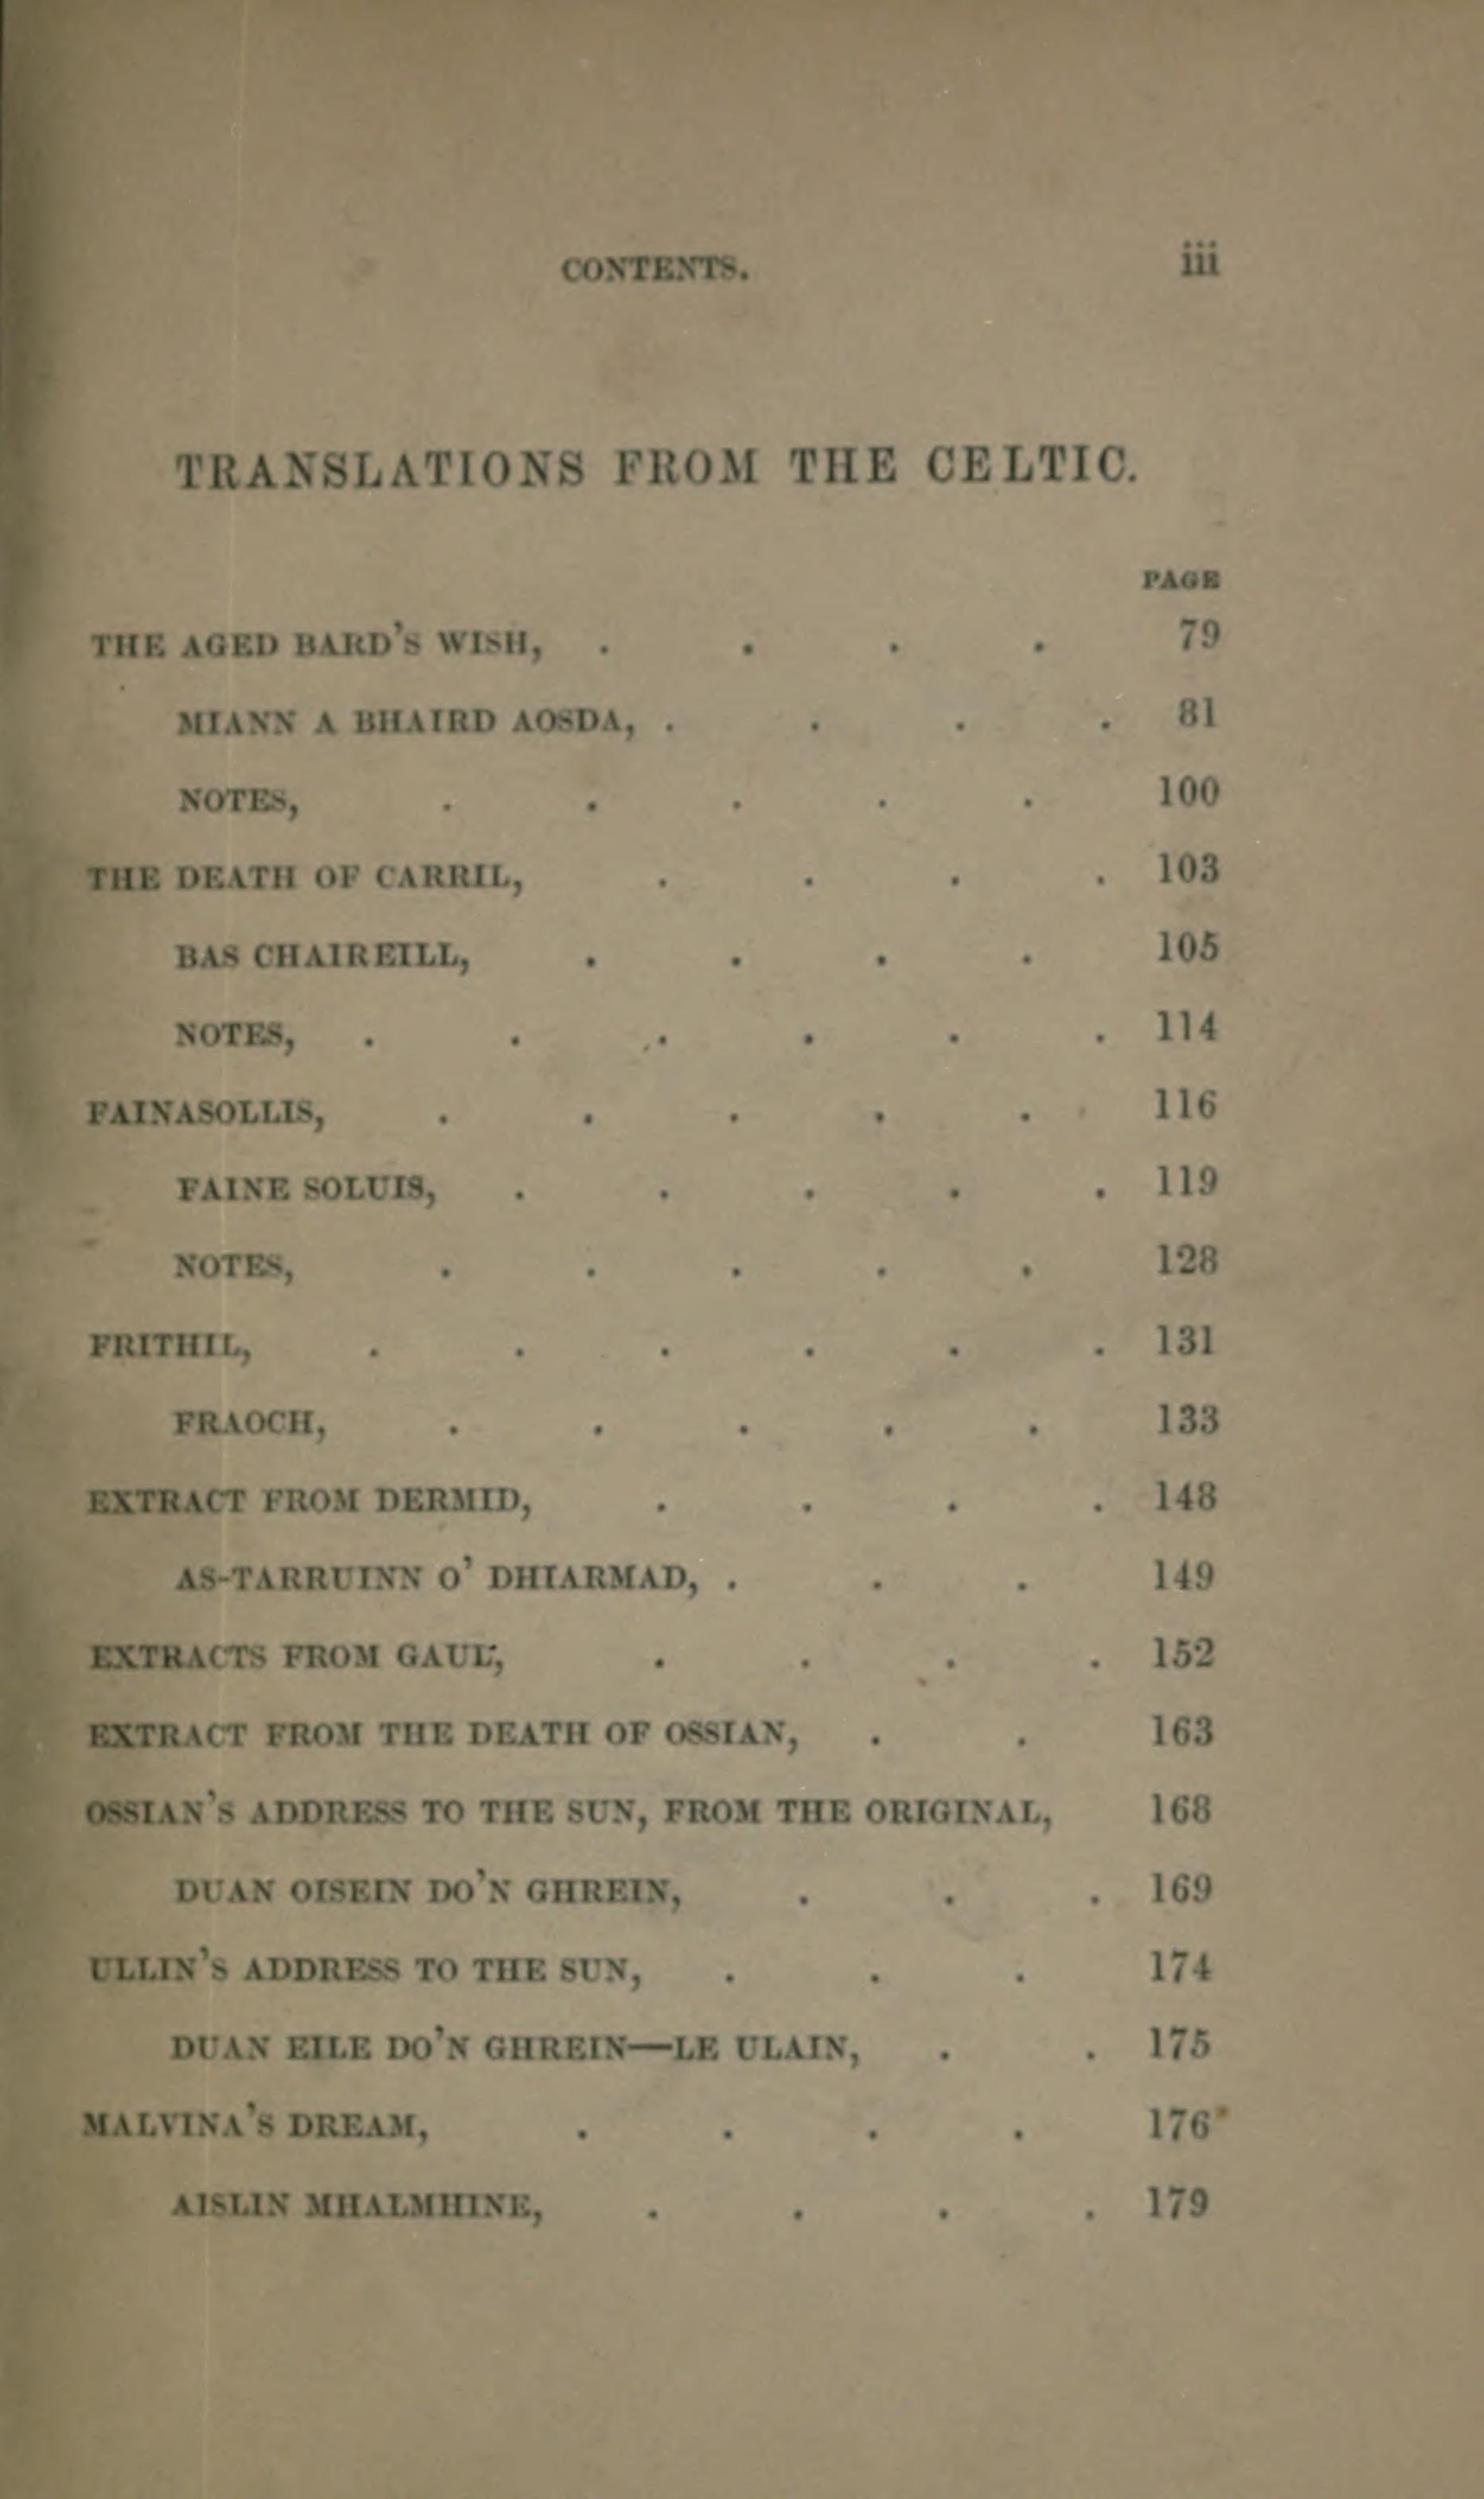 CONTENTS. iii
TRANSLATIONS FROM THE CELTIC.
PAGE
THE AGED BARD'S WISH, . . . . 79
MIANN A BHAIRD AOSDA, . . . . 81
NOTES, . . . . . 100
THE DEATH OF CARRIL, . . . . 103
BAS CHAIREILL, . . . . 105
NOTES, . . . . . . 114
FAINASOLLIS, . . . . . 116
FAINE SOLUIS, . . . . . 119
NOTES, . . . . . 128
FRITHIL, . . . . . . 131
FRAOCH, . . . . . 133
EXTRACT FROM DERMID, . . . . 148
AS-TARRUINN O' DHIARMAD, . . . 149
EXTRACTS FROM GAUL, . . . . 152
EXTRACT FROM THE DEATH OF OSSIAN, . . 163
OSSIAN'S ADDRESS TO THE SUN, FROM THE ORIGINAL, 168
DUAN OISEIN DO'N GHREIN, . . . 169
ULLIN'S ADDRESS TO THE SUN, . . . 174
DUAN EILE DO'N GHREIN—LE ULAIN, . . 175
MALVINA'S DREAM, . . . . 176
AISLIN MHALMHINE, . . . . 179